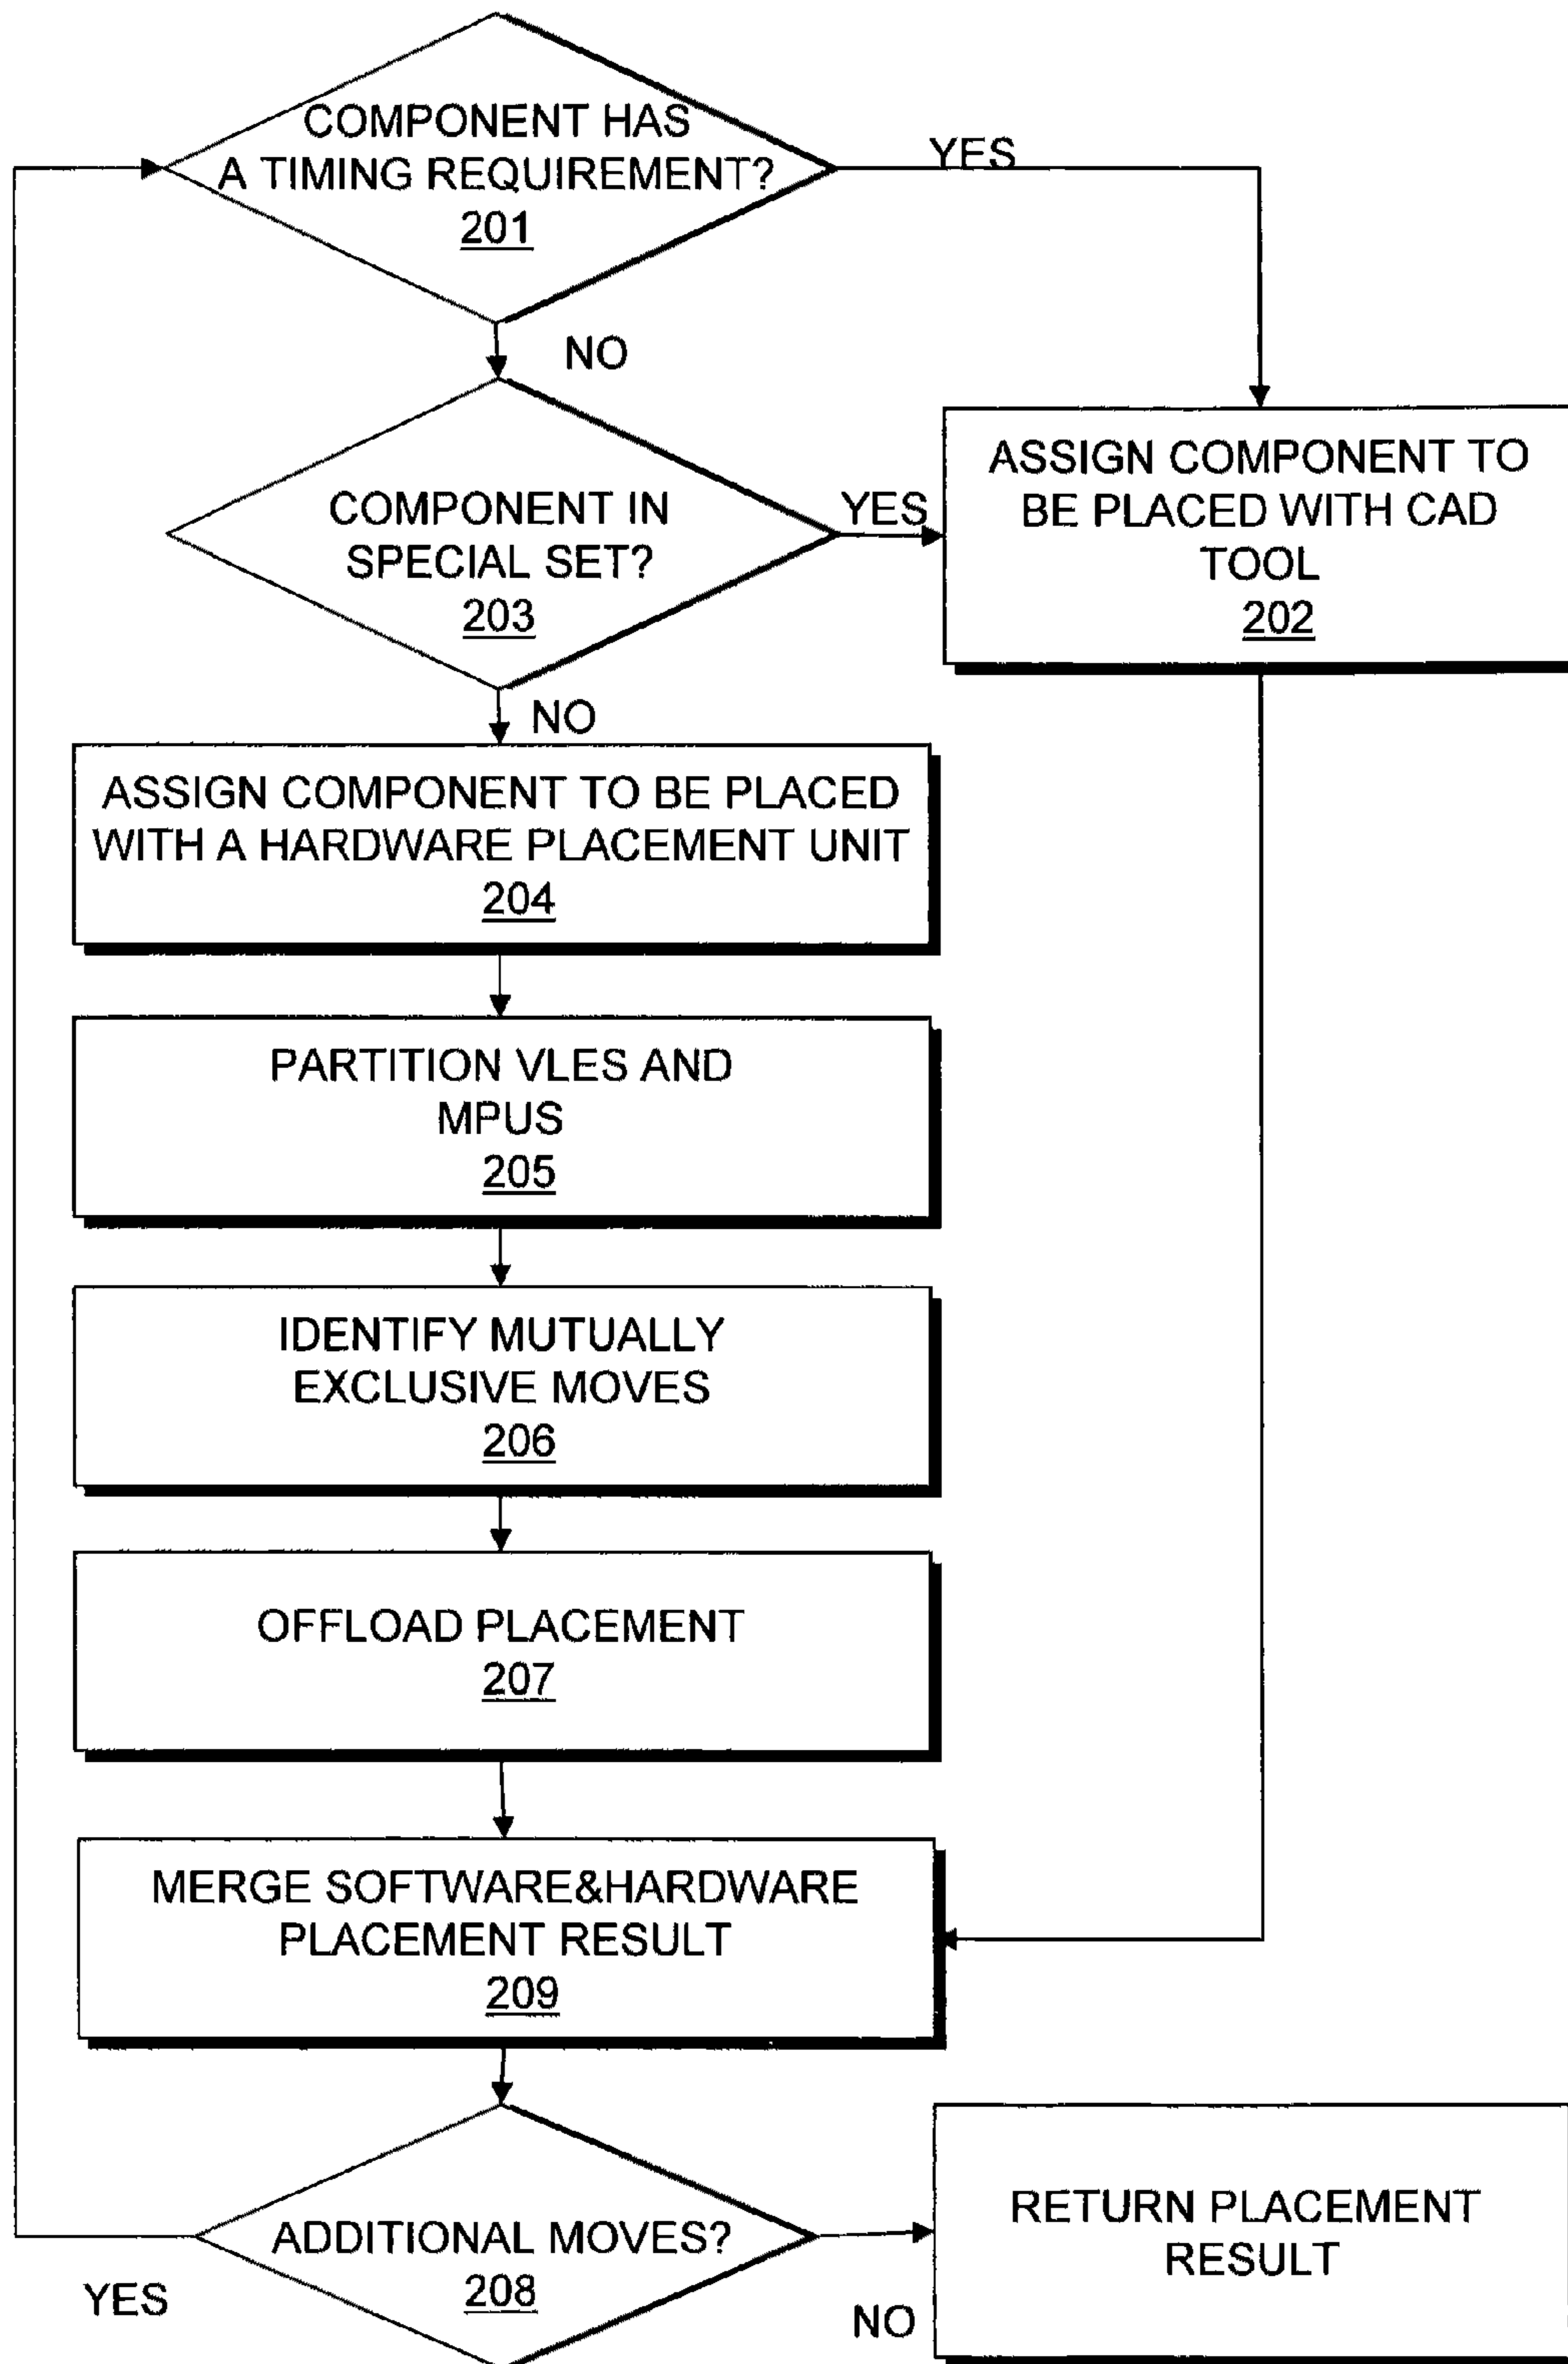 COMPONENT HAS
A TIMING REQUIREMENT?
201
YES
NO
COMPONENT IN
SPECIAL SET?
203
YES
ASSIGN COMPONENT TO
BE PLACED WITH CAD
TOOL
202
NO
ASSIGN COMPONENT TO BE PLACED
WITH A HARDWARE PLACEMENT UNIT
204
PARTITION VLES AND
MPUS
205
IDENTIFY MUTUALLY
EXCLUSIVE MOVES
206
OFFLOAD PLACEMENT
207
MERGE SOFTWARE&HARDWARE
PLACEMENT RESULT
209
ADDITIONAL MOVES?
208
YES
NO
RETURN PLACEMENT
RESULT